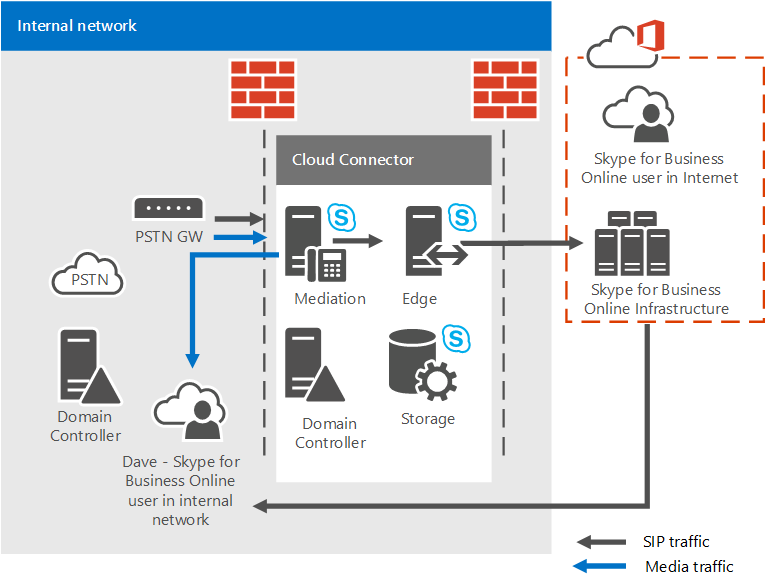 Internal network
Cloud Connector
Skype for Business
Online user in Internet
PSTN GW
PSTN
Mediation
Edge
Skype for Business
Online Infrastructure
Domain
Controller
Domain
Controller
Storage
Dave - Skype for
Business Online
user in internal
network
SIP traffic
Media traffic